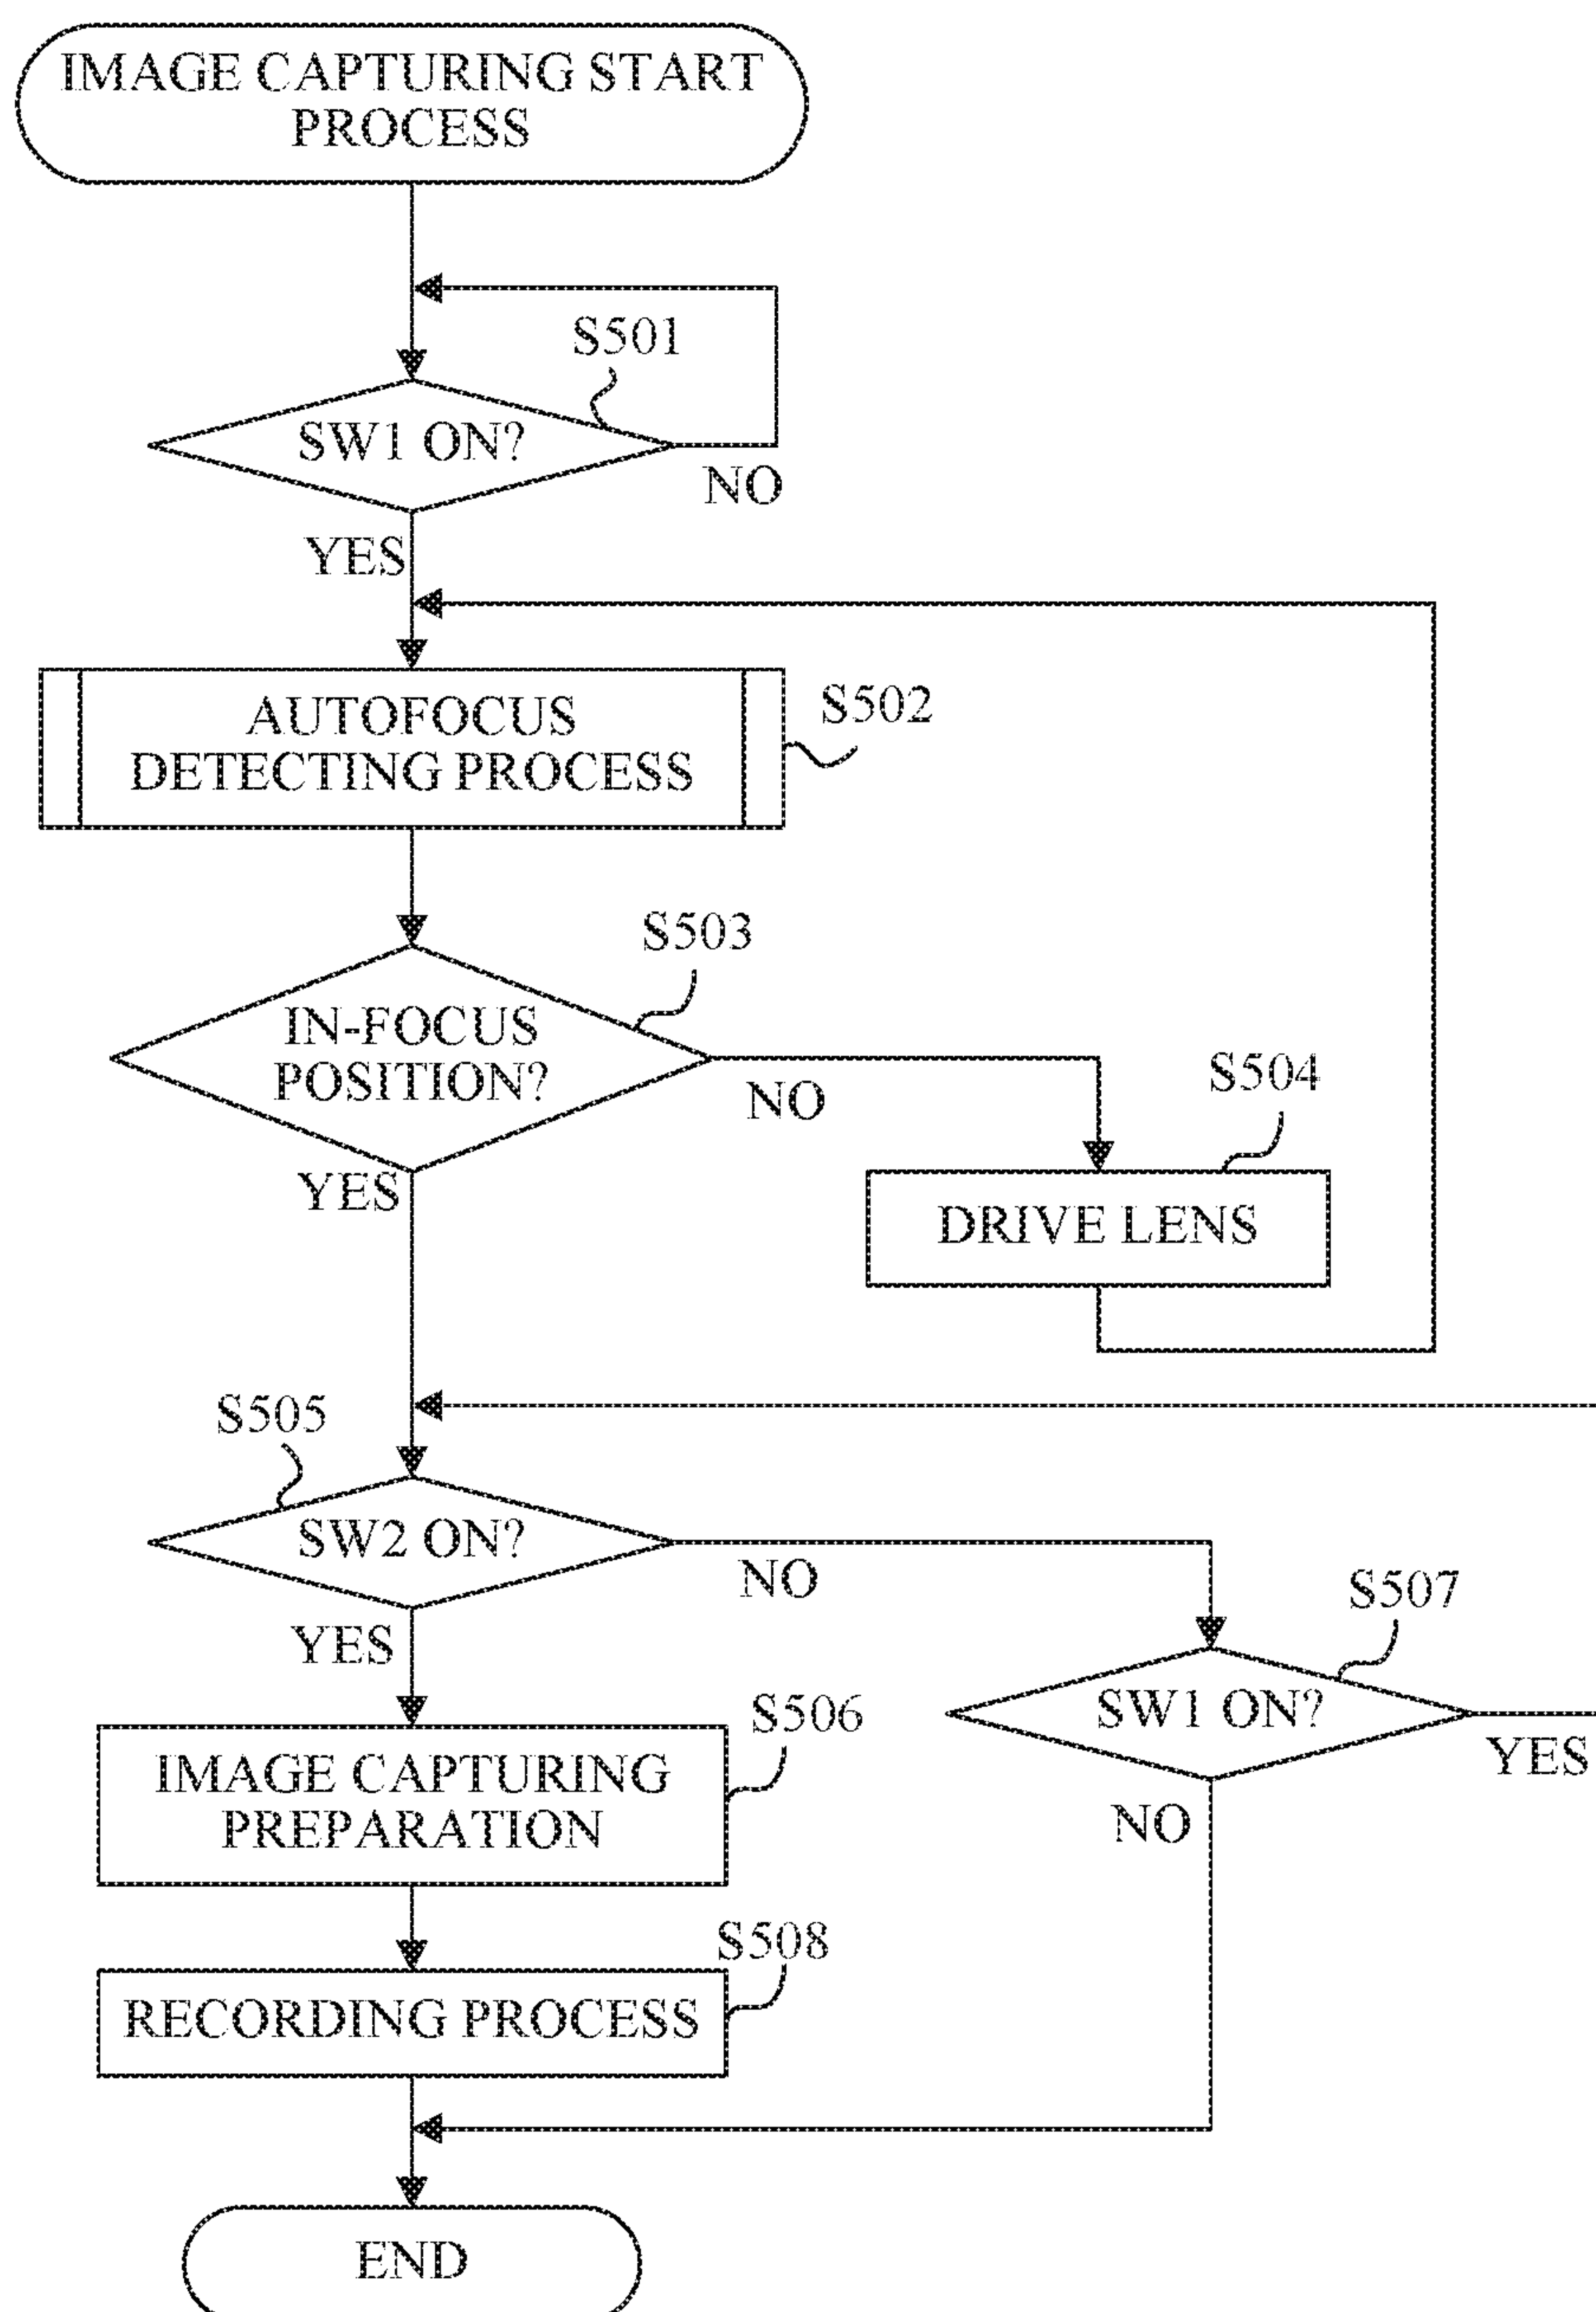 IMAGE CAPTURING START
PROCESS
S501
SW1 ON?
NO
YES
AUTOFOCUS
DETECTING PROCESS
S502
S503
IN-FOCUS
POSITION?
NO
S504
YES
DRIVE LENS
S505
SW2 ON?
NO
S507
YES
SW1 ON?
YES
S506
IMAGE CAPTURING
PREPARATION
NO
S508
RECORDING PROCESS
END